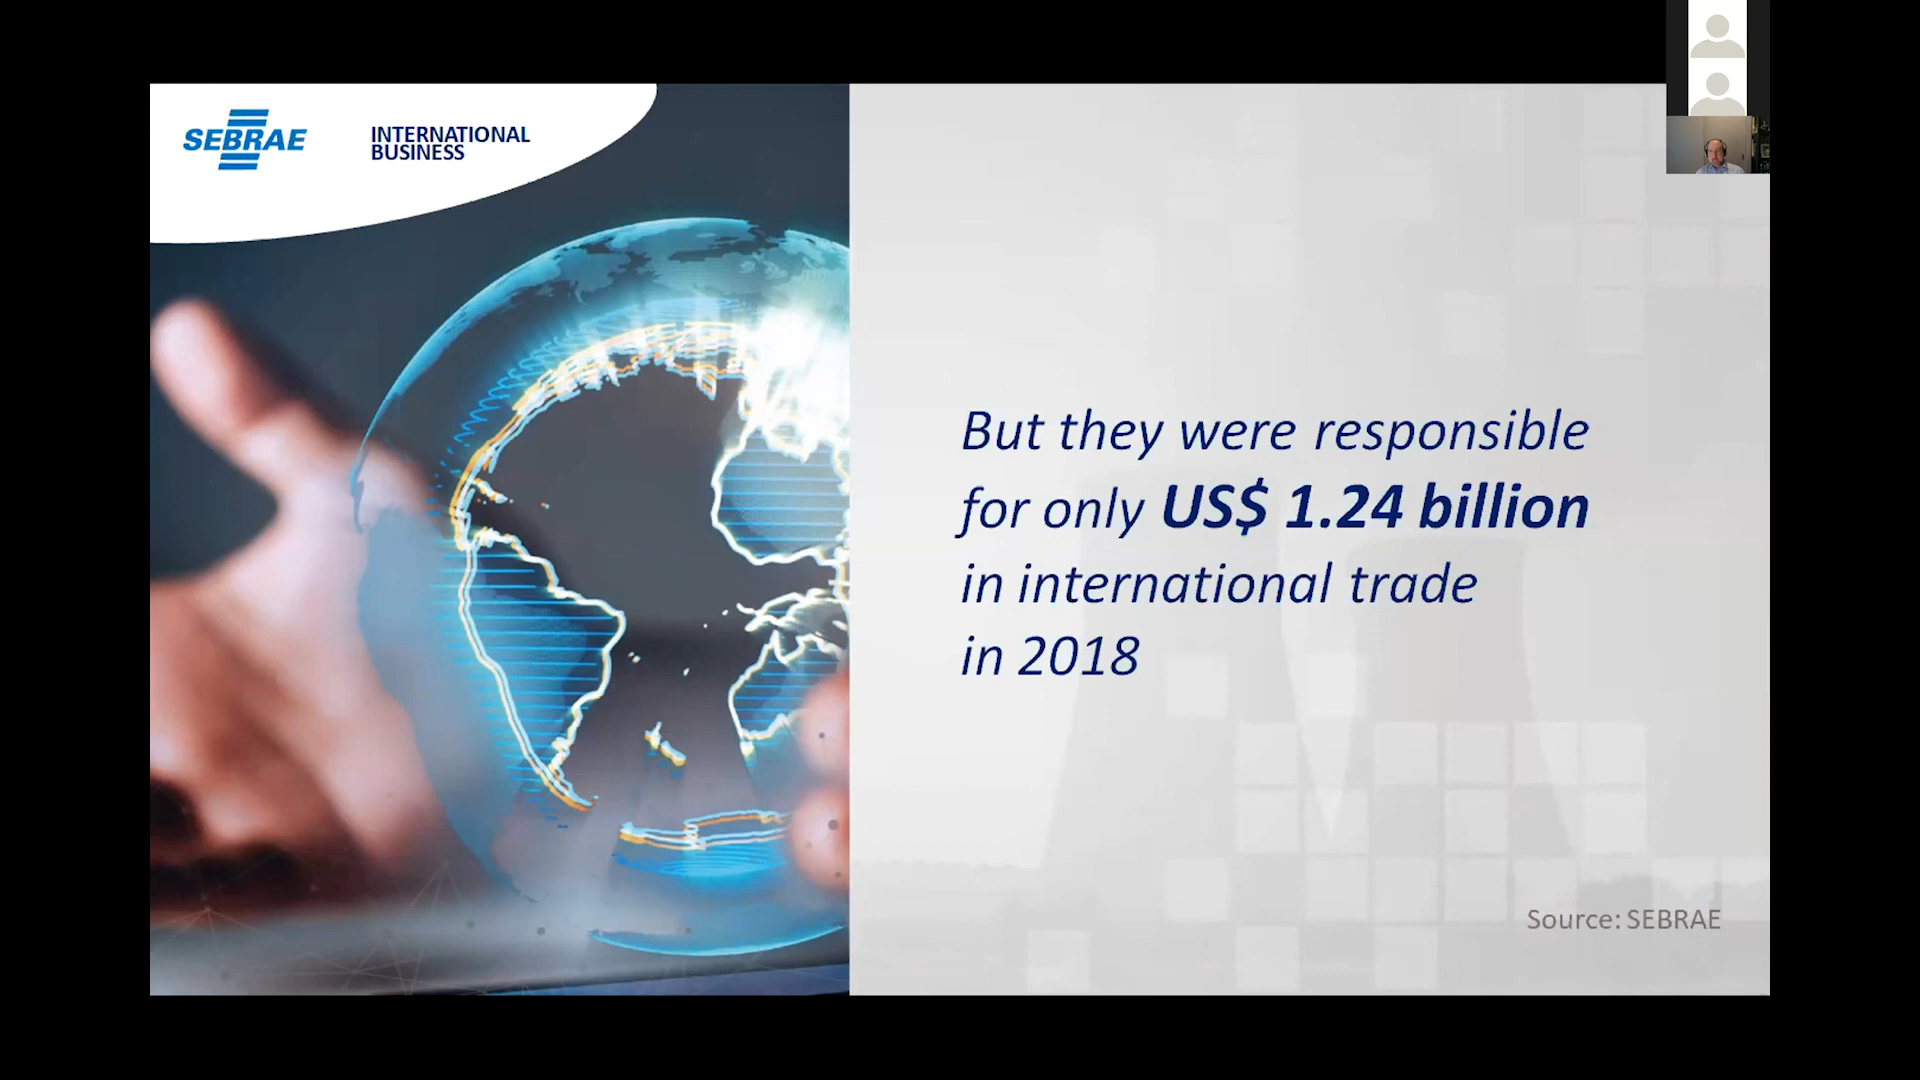 SEBRAE
INTERNATIONAL
BUSINESS
But they were responsible
for only US$ 1.24 billion
in international trade
in 2018
Source: SEBRAE